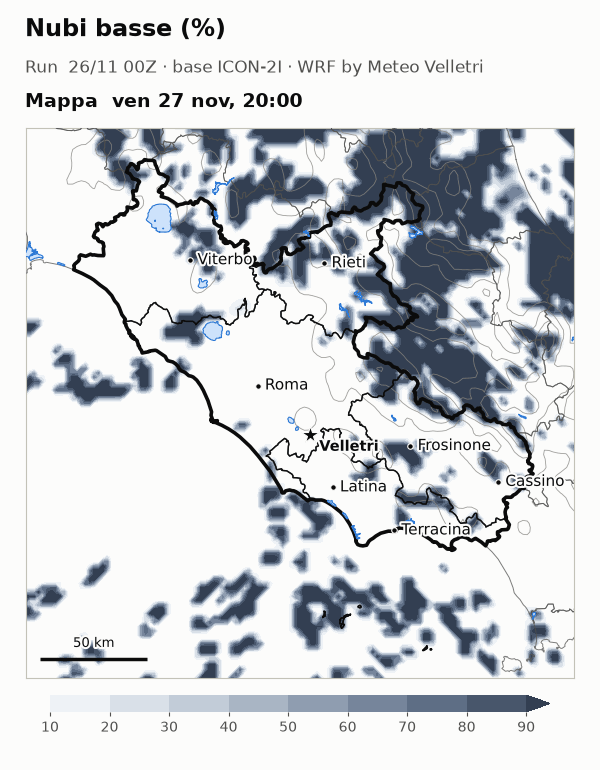 Nubi basse (%)
Run  26/11 00Z · base ICON-2I · WRF by Meteo Velletri
Mappa  ven 27 nov, 20:00
Viterbo
Rieti
Roma
Velletri
Frosinone
Cassino
Latina
Terracina
50 km
10 20 30 40 50 60 70 80 90